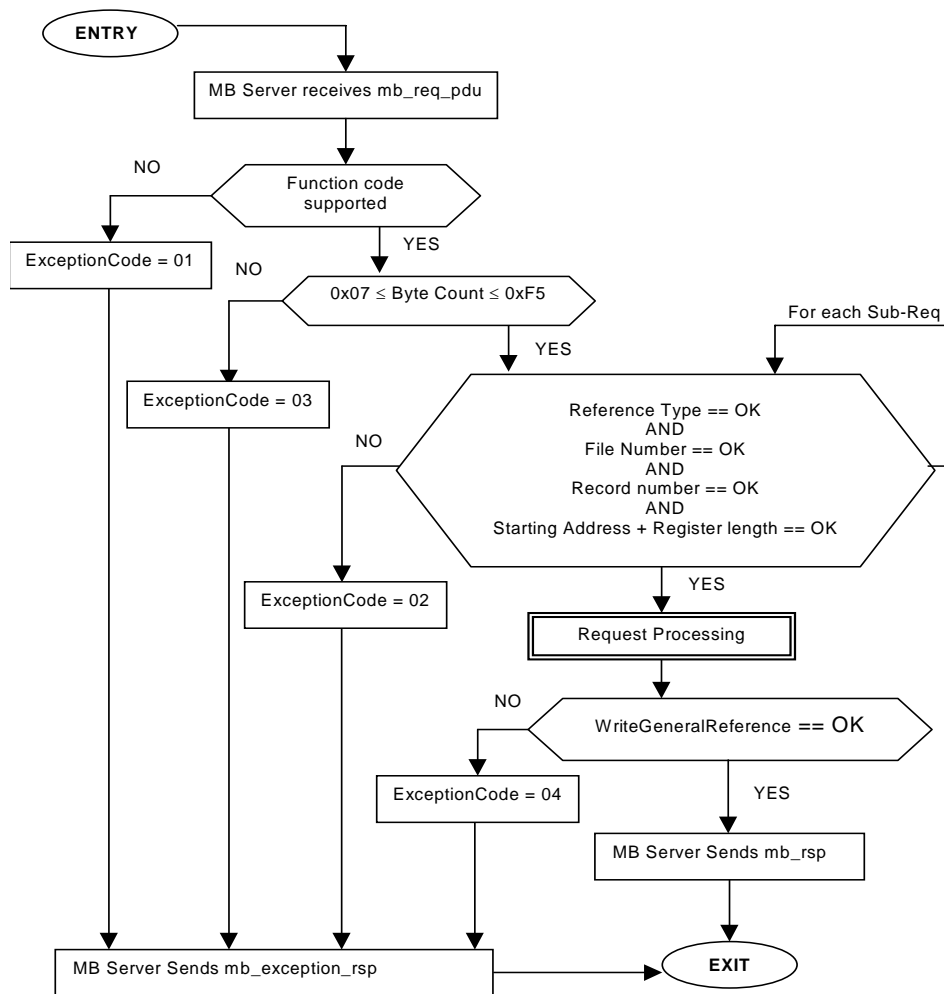 ENTRY
MB Server receives mb_req_pdu
NO
Function code
supported
YES
ExceptionCode = 01
NO
0x07 ≤ Byte Count ≤ 0xF5
For each Sub-Req
YES
ExceptionCode = 03
Reference Type == OK
AND
NO
File Number == OK
AND
Record number == OK
AND
Starting Address + Register length == OK
YES
ExceptionCode = 02
Request Processing
NO
WriteGeneralReference == OK
ExceptionCode = 04
YES
MB Server Sends mb_rsp
MB Server Sends mb_exception_rsp
EXIT